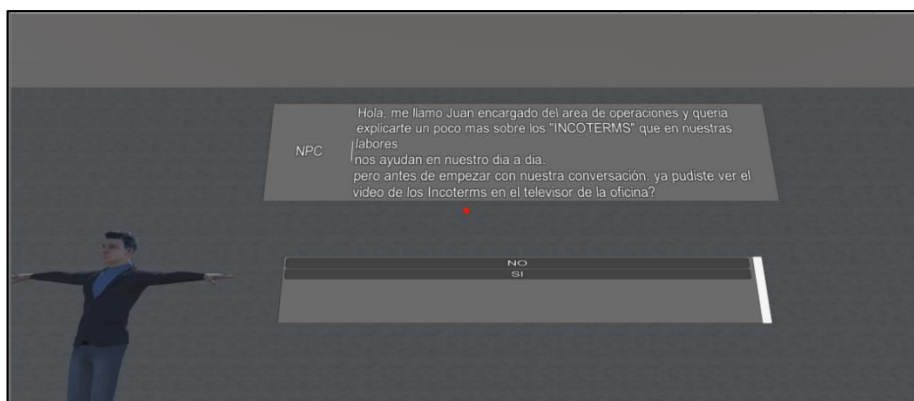 Hola, me llamo Juan encargado del area de operaciones y queria
explicarte un poco mas sobre los "INCOTERMS" que en nuestras
labores
NPC
nos ayudan en nuestro dia a dia.
pero antes de empezar con nuestra conversación, ya pudiste ver el
video de los Incoterms en el televisor de la oficina?
NO
SI